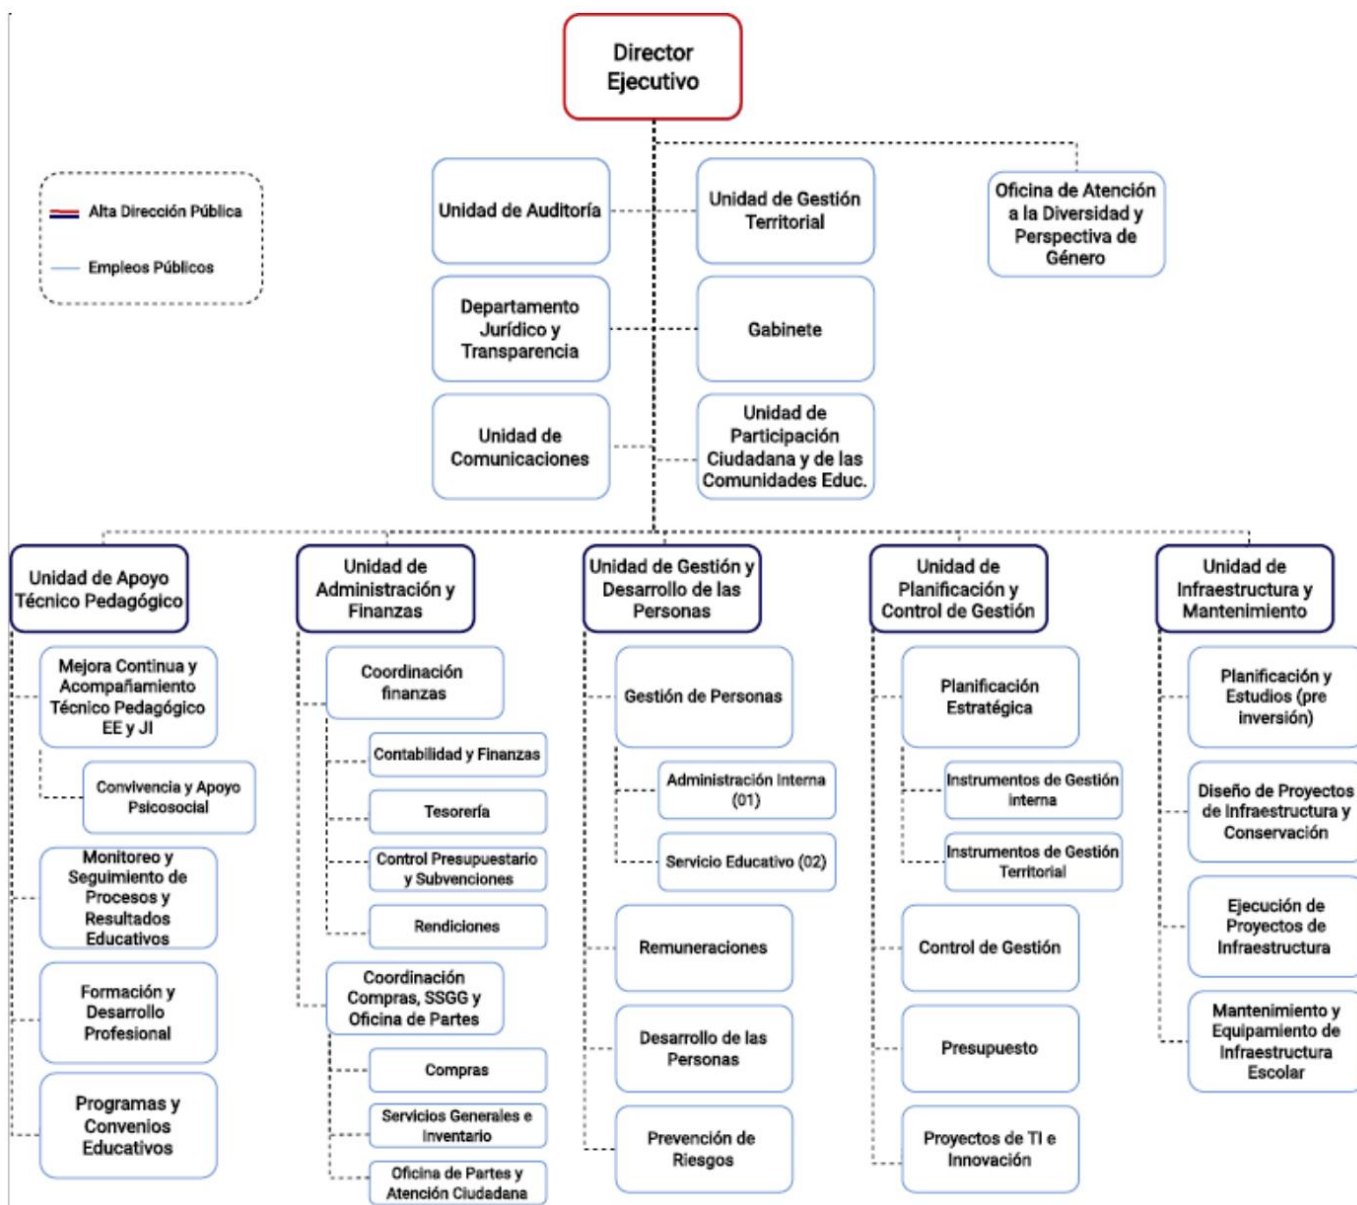 Director
Ejecutivo
Alta Dirección Pública
Empleos Públicos
Unidad de Auditoría
Unidad de Gestión
Territorial
Oficina de Atención
a la Diversidad y
Perspectiva de
Género
Departamento
Jurídico y
Transparencia
Gabinete
Unidad de
Comunicaciones
Unidad de
Participación
Ciudadana y de las
Comunidades Educ.
Unidad de Apoyo
Técnico Pedagógico
Mejora Continua y
Acompañamiento
Técnico Pedagógico
EE y JI
Convivencia y Apoyo
Psicosocial
Monitoreo y
Seguimiento de
Procesos y
Resultados
Educativos
Formación y
Desarrollo
Profesional
Programas y
Convenios
Educativos
Unidad de
Administración y
Finanzas
Coordinación
finanzas
Contabilidad y Finanzas
Tesorería
Control Presupuestario
y Subvenciones
Rendiciones
Coordinación
Compras, SSGG y
Oficina de Partes
Compras
Servicios Generales e
Inventario
Oficina de Partes y
Atención Ciudadana
Unidad de Gestión y
Desarrollo de las
Personas
Gestión de Personas
Administración Interna
(01)
Servicio Educativo (02)
Remuneraciones
Desarrollo de las
Personas
Prevención de
Riesgos
Unidad de
Planificación y
Control de Gestión
Planificación
Estratégica
Instrumentos de Gestión
interna
Instrumentos de Gestión
Territorial
Control de Gestión
Presupuesto
Proyectos de TI e
Innovación
Unidad de
Infraestructura y
Mantenimiento
Planificación y
Estudios (pre
inversión)
Diseño de Proyectos
de Infraestructura y
Conservación
Ejecución de
Proyectos de
Infraestructura
Mantenimiento y
Equipamiento de
Infraestructura
Escolar